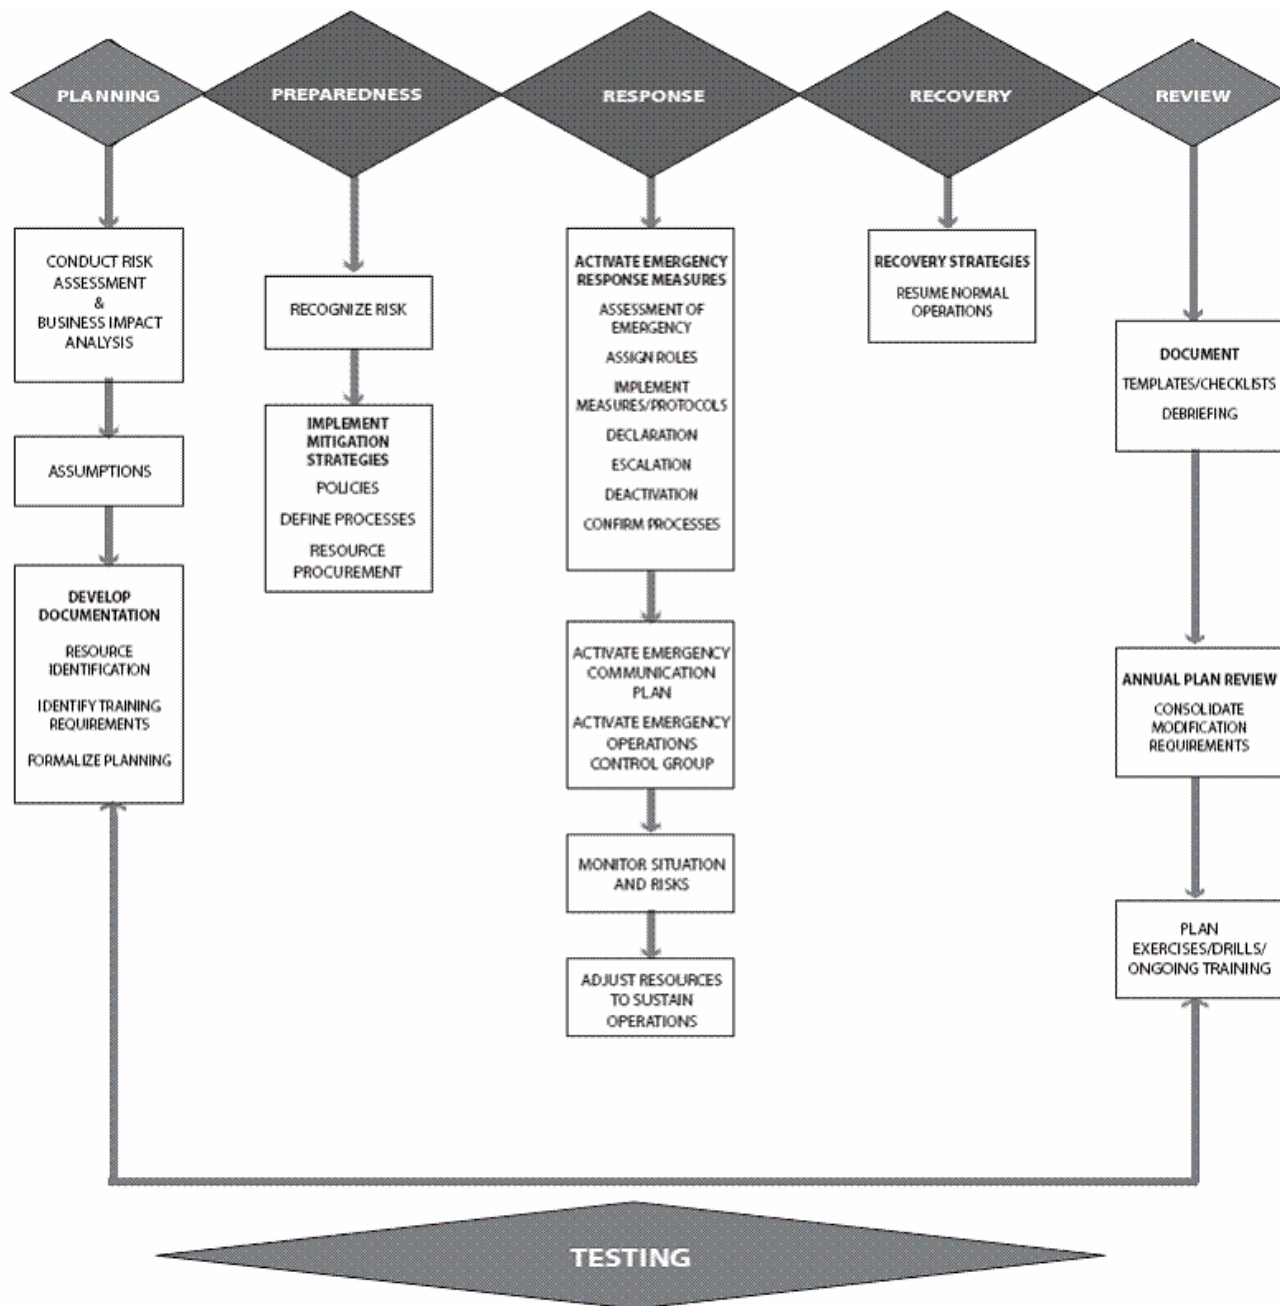 PLANNING
PREPAREDNESS
RESPONSE
RECOVERY
REVIEW
CONDUCT RISK
ASSESSMENT
&
BUSINESS IMPACT
ANALYSIS
ASSUMPTIONS
DEVELOP
DOCUMENTATION
RESOURCE
IDENTIFICATION
IDENTIFY TRAINING
REQUIREMENTS
FORMALIZE PLANNING
RECOGNIZE RISK
IMPLEMENT
MITIGATION
STRATEGIES
POLICIES
DEFINE PROCESSES
RESOURCE
PROCUREMENT
ACTIVATE EMERGENCY
RESPONSE MEASURES
ASSESSMENT OF
EMERGENCY
ASSIGN ROLES
IMPLEMENT
MEASURES/PROTOCOLS
DECLARATION
ESCALATION
DEACTIVATION
CONFIRM PROCESSES
ACTIVATE EMERGENCY
COMMUNICATION
PLAN
ACTIVATE EMERGENCY
OPERATIONS
CONTROL GROUP
MONITOR SITUATION
AND RISKS
ADJUST RESOURCES
TO SUSTAIN
OPERATIONS
RECOVERY STRATEGIES
RESUME NORMAL
OPERATIONS
DOCUMENT
TEMPLATES/CHECKLISTS
DEBRIEFING
ANNUAL PLAN REVIEW
CONSOLIDATE
MODIFICATION
REQUIREMENTS
PLAN
EXERCISES/DRILLS/
ONGOING TRAINING
TESTING